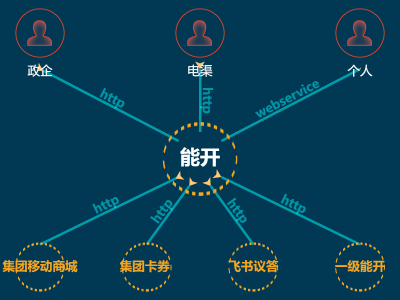 政企
电渠
个人
http
http
webservice
能开
http
http
http
http
集团移动商城
集团卡券
飞书议答
一级能开